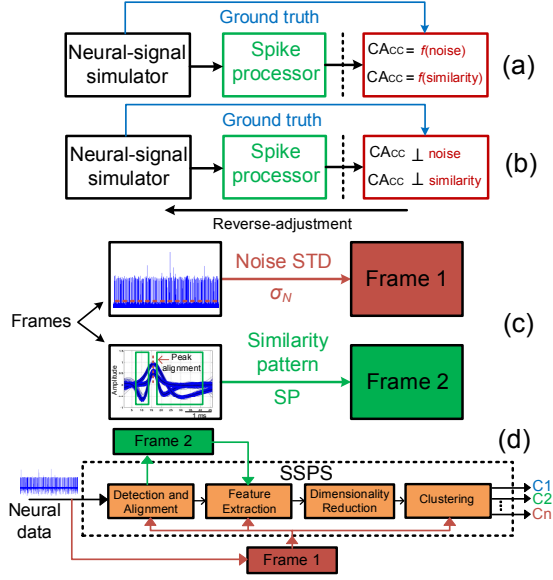 Ground truth
Neural-signal simulator
Spike processor
CAcc = f(noise)
CAcc = f(similarity)
(a)
Ground truth
Neural-signal simulator
Spike processor
CAcc ⊥ noise
CAcc ⊥ similarity
(b)
Reverse-adjustment
Frames
Noise STD
σN
Frame 1
(c)
Amplitude
Peak alignment
1 ms
Similarity pattern
SP
Frame 2
(d)
Frame 2
SSPS
Neural data
Detection and Alignment
Feature Extraction
Dimensionality Reduction
Clustering
C1
C2
Cn
Frame 1